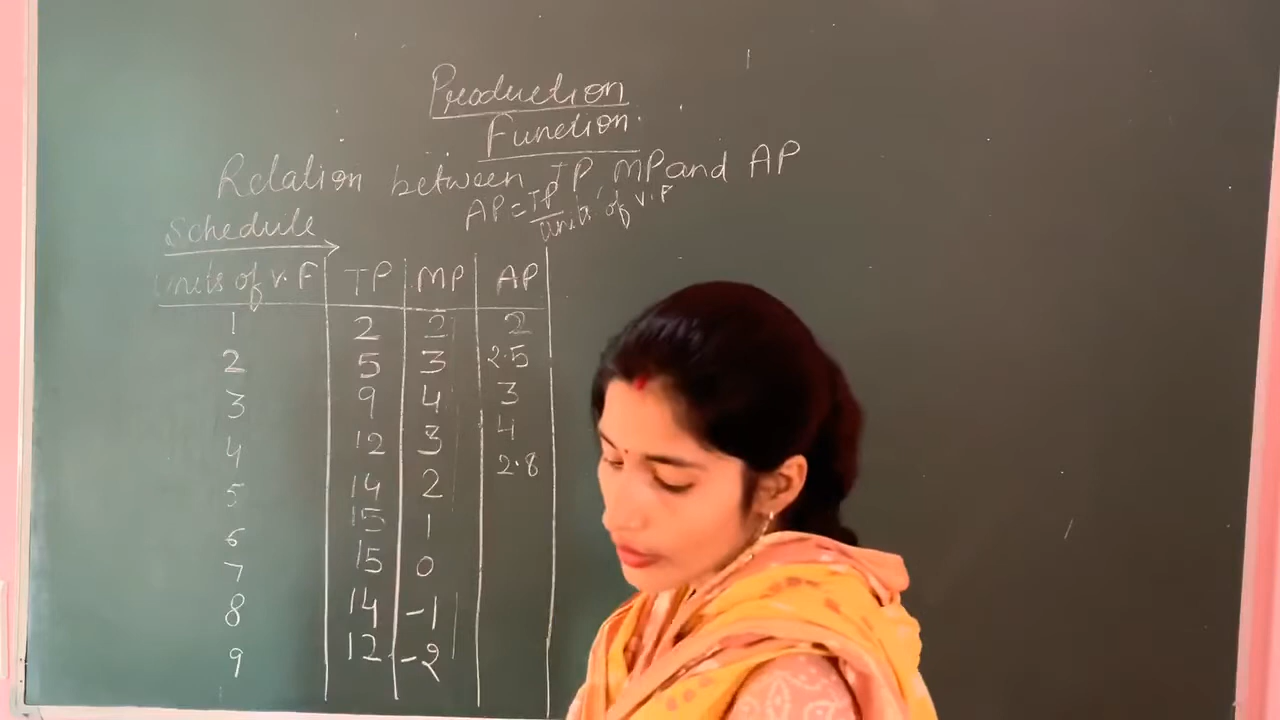 Production
Function.
Relation between TP, MP and AP
AP = TP / Units of V.F
Schedule
Units of V.F TP MP AP
1 2 2 2
2 5 3 2.5
3 9 4 3
4 12 3 4
5 14 2 2.8
6 15 1
7 15 0
8 14 -1
9 12 -2